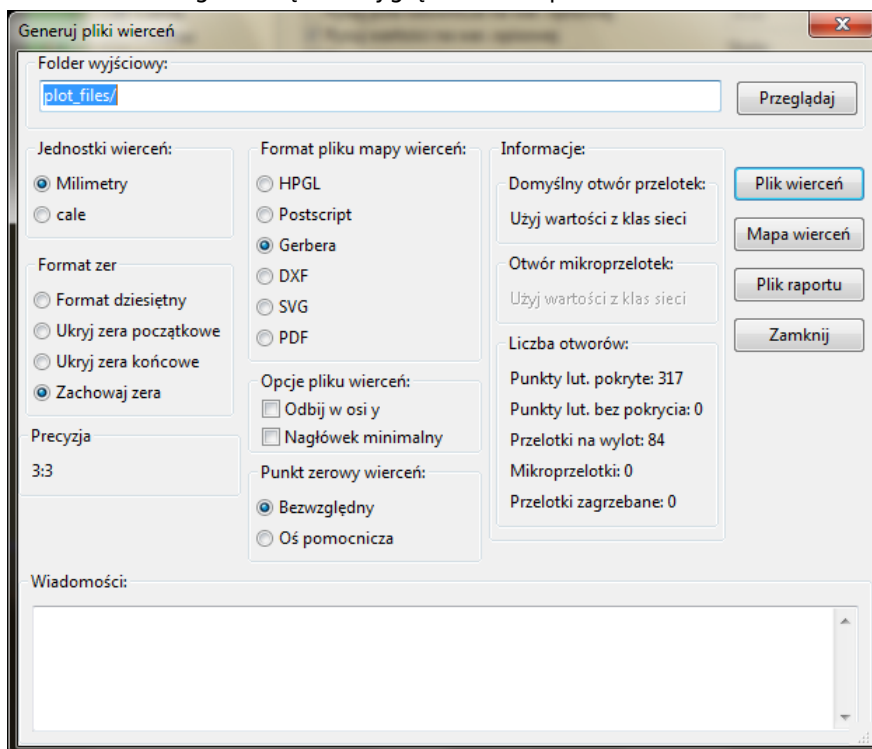 Generuj pliki wierceń
Folder wyjściowy:
plot_files/
Przeglądaj
Jednostki wierceń:
Milimetry
cale
Format zer
Format dziesiętny
Ukryj zera początkowe
Ukryj zera końcowe
Zachowaj zera
Precyzja
3:3
Format pliku mapy wierceń:
HPGL
Postscript
Gerbera
DXF
SVG
PDF
Opcje pliku wierceń:
Odbij w osi y
Nagłówek minimalny
Punkt zerowy wierceń:
Bezwzględny
Oś pomocnicza
Informacje:
Domyślny otwór przelotek:
Użyj wartości z klas sieci
Otwór mikroprzelotek:
Użyj wartości z klas sieci
Liczba otworów:
Punkty lut. pokryte: 317
Punkty lut. bez pokrycia: 0
Przelotki na wylot: 84
Mikroprzelotki: 0
Przelotki zagrzebane: 0
Plik wierceń
Mapa wierceń
Plik raportu
Zamknij
Wiadomości: